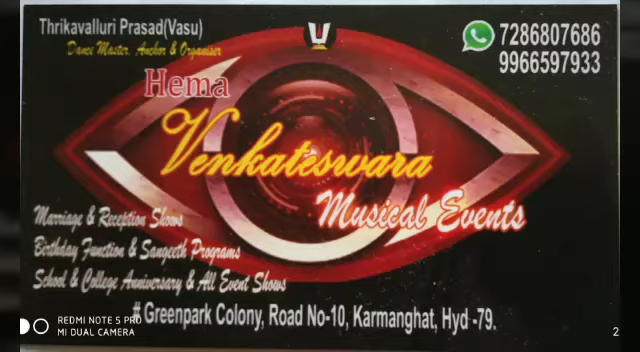 Thrikavalluri Prasad(Vasu)
Dance Master, Anchor & Organiser
7286807686
9966597933
Hema
Venkateswara
Musical Events
Marriage & Reception Shows
Birthday Function & Sangeeth Programs
School & College Anniversary & All Event Shows
# Greenpark Colony, Road No-10, Karmanghat, Hyd -79.
REDMI NOTE 5 PRO
MI DUAL CAMERA
2